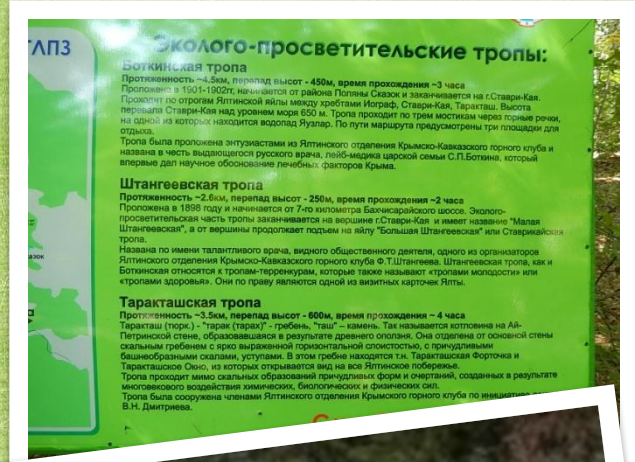 ГЛПЗ
Эколого-просветительские тропы:
Боткинская тропа
Протяженность ~4.5км, перепад высот - 450м, время прохождения ~3 часа
Проложена в 1901-1902гг, начинается от района Поляны Сказок и заканчивается на г.Ставри-Кая.
Проходит по отрогам Ялтинской яйлы между хребтами Иограф, Ставри-Кая, Таракташ. Высота
перевала Ставри-Кая над уровнем моря 650 м. Тропа проходит по трем мостикам через горные речки,
на одной из которых находится водопад Яузлар. По пути маршрута предусмотрены три площадки для
отдыха.
Тропа была проложена энтузиастами из Ялтинского отделения Крымско-Кавказского горного клуба и
названа в честь выдающегося русского врача, лейб-медика царской семьи С.П.Боткина, который
впервые дал научное обоснование лечебных факторов Крыма.
Штангеевская тропа
Протяженность ~2.6км, перепад высот - 250м, время прохождения ~2 часа
Проложена в 1898 году и начинается от 7-го километра Бахчисарайского шоссе. Эколого-
просветительская часть тропы заканчивается на вершине г.Ставри-Кая и имеет название "Малая
Штангеевская", а от вершины продолжает подъем на яйлу "Большая Штангеевская" или Ставрикайская
тропа.
Названа по имени талантливого врача, видного общественного деятеля, одного из организаторов
Ялтинского отделения Крымско-Кавказского горного клуба Ф.Т.Штангеева. Штангеевская тропа, как и
Боткинская относятся к тропам-терренкурам, которые также называют «тропами молодости» или
«тропами здоровья». Они по праву являются одной из визитных карточек Ялты.
Таракташская тропа
Протяженность ~3.5км, перепад высот - 600м, время прохождения ~ 4 часа
Таракташ (тюрк.) - "тарак (тарах)" - гребень, "таш" – камень. Так называется котловина на Ай-
Петринской стене, образовавшаяся в результате древнего оползня. Она отделена от основной стены
скальным гребенем с ярко выраженной горизонтальной слоистостью, с причудливыми
башнеобразными скалами, уступами. В этом гребне находятся т.н. Таракташская Форточка и
Таракташское Окно, из которых открывается вид на все Ялтинское побережье.
Тропа проходит мимо скальных образований причудливых форм и очертаний, созданных в результате
многовекового воздействия химических, биологических и физических сил.
Тропа была сооружена членами Ялтинского отделения Крымского горного клуба по инициативе
В.Н. Дмитриева.